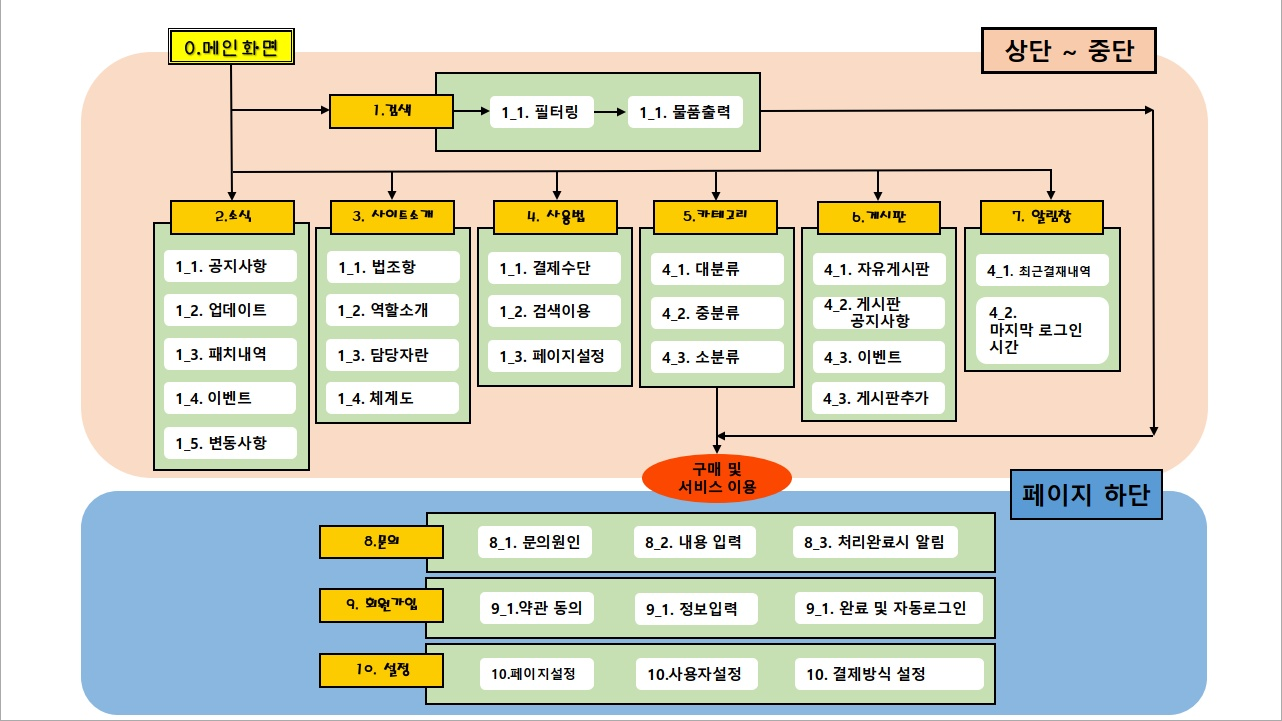 0.메인화면
상단 ~ 중단
1.검색
1_1. 필터링
1_1. 물품출력
2.소식
1_1. 공지사항
1_2. 업데이트
1_3. 패치내역
1_4. 이벤트
1_5. 변동사항
3. 사이트소개
1_1. 법조항
1_2. 역할소개
1_3. 담당자란
1_4. 체계도
4. 사용법
1_1. 결제수단
1_2. 검색이용
1_3. 페이지설정
5.카테고리
4_1. 대분류
4_2. 중분류
4_3. 소분류
6.게시판
4_1. 자유게시판
4_2. 게시판
공지사항
4_3. 이벤트
4_3. 게시판추가
7. 알림창
4_1. 최근결재내역
4_2.
마지막 로그인
시간
구매 및
서비스 이용
페이지 하단
8.문의
8_1. 문의원인
8_2. 내용 입력
8_3. 처리완료시 알림
9. 회원가입
9_1.약관 동의
9_1. 정보입력
9_1. 완료 및 자동로그인
10. 설정
10.페이지설정
10.사용자설정
10. 결제방식 설정